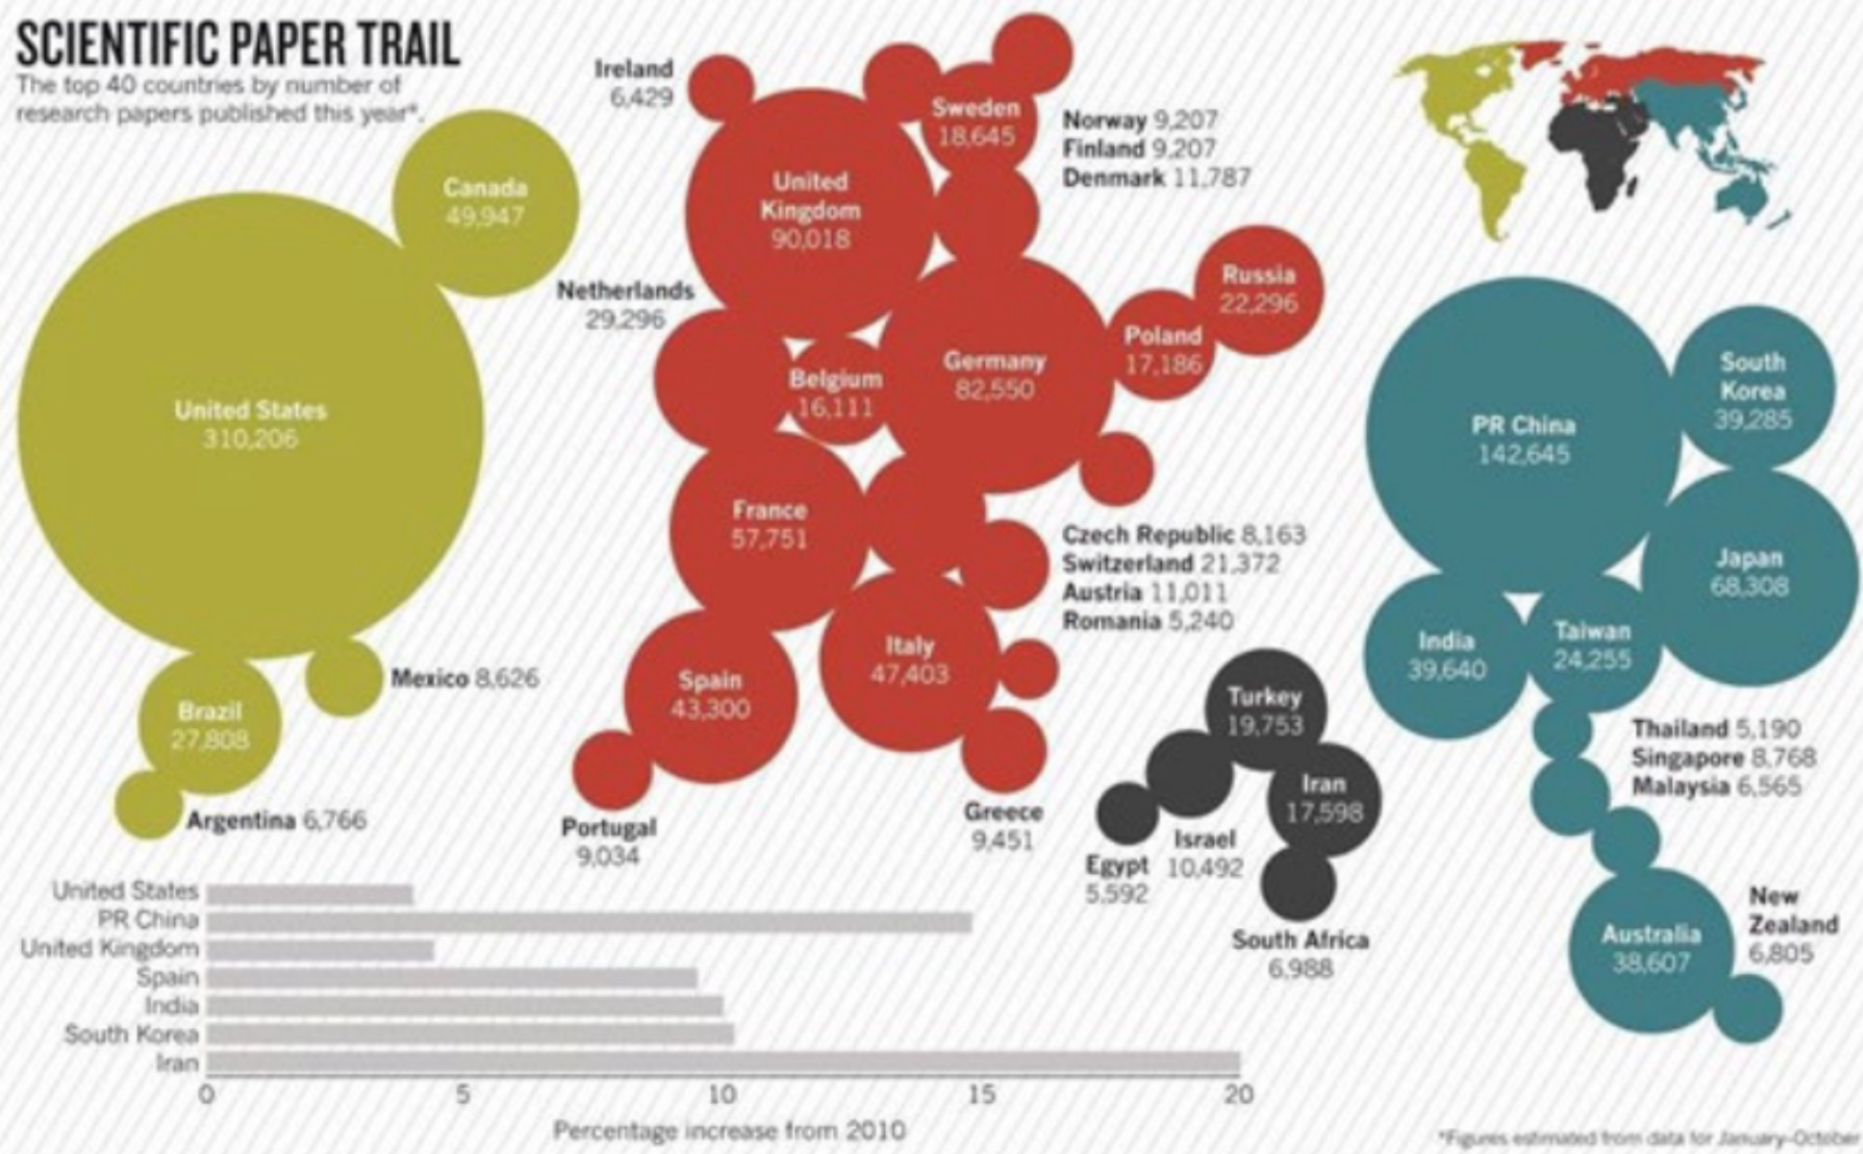 SCIENTIFIC PAPER TRAIL
The top 40 countries by number of
research papers published this year*.
Canada
49,947
United States
310,206
Brazil
27,808
Mexico 8,626
Argentina 6,766
Ireland
6,429
Sweden
18,645
Norway 9,207
Finland 9,207
Denmark 11,787
United
Kingdom
90,018
Netherlands
29,296
Belgium
16,111
Germany
82,550
Poland
17,186
Russia
22,296
France
57,751
Czech Republic 8,163
Switzerland 21,372
Austria 11,011
Romania 5,240
Spain
43,300
Italy
47,403
Portugal
9,034
Greece
9,451
Turkey
19,753
Iran
17,598
Israel
10,492
Egypt
5,592
South Africa
6,988
PR China
142,645
South
Korea
39,285
Japan
68,308
India
39,640
Taiwan
24,255
Thailand 5,190
Singapore 8,768
Malaysia 6,565
Australia
38,607
New
Zealand
6,805
United States
PR China
United Kingdom
Spain
India
South Korea
Iran
0 5 10 15 20
Percentage increase from 2010
*Figures estimated from data for January–October